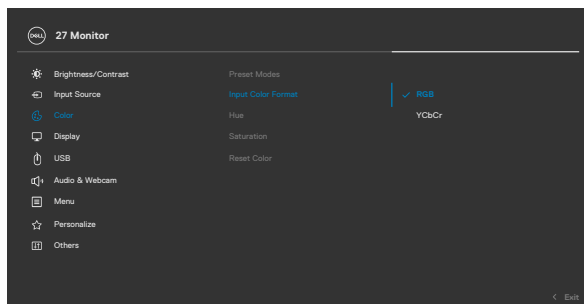 DELL 27 Monitor
Brightness/Contrast Preset Modes
Input Source Input Color Format RGB
Color Hue YCbCr
Display Saturation
USB Reset Color
Audio & Webcam
Menu
Personalize
Others
Exit